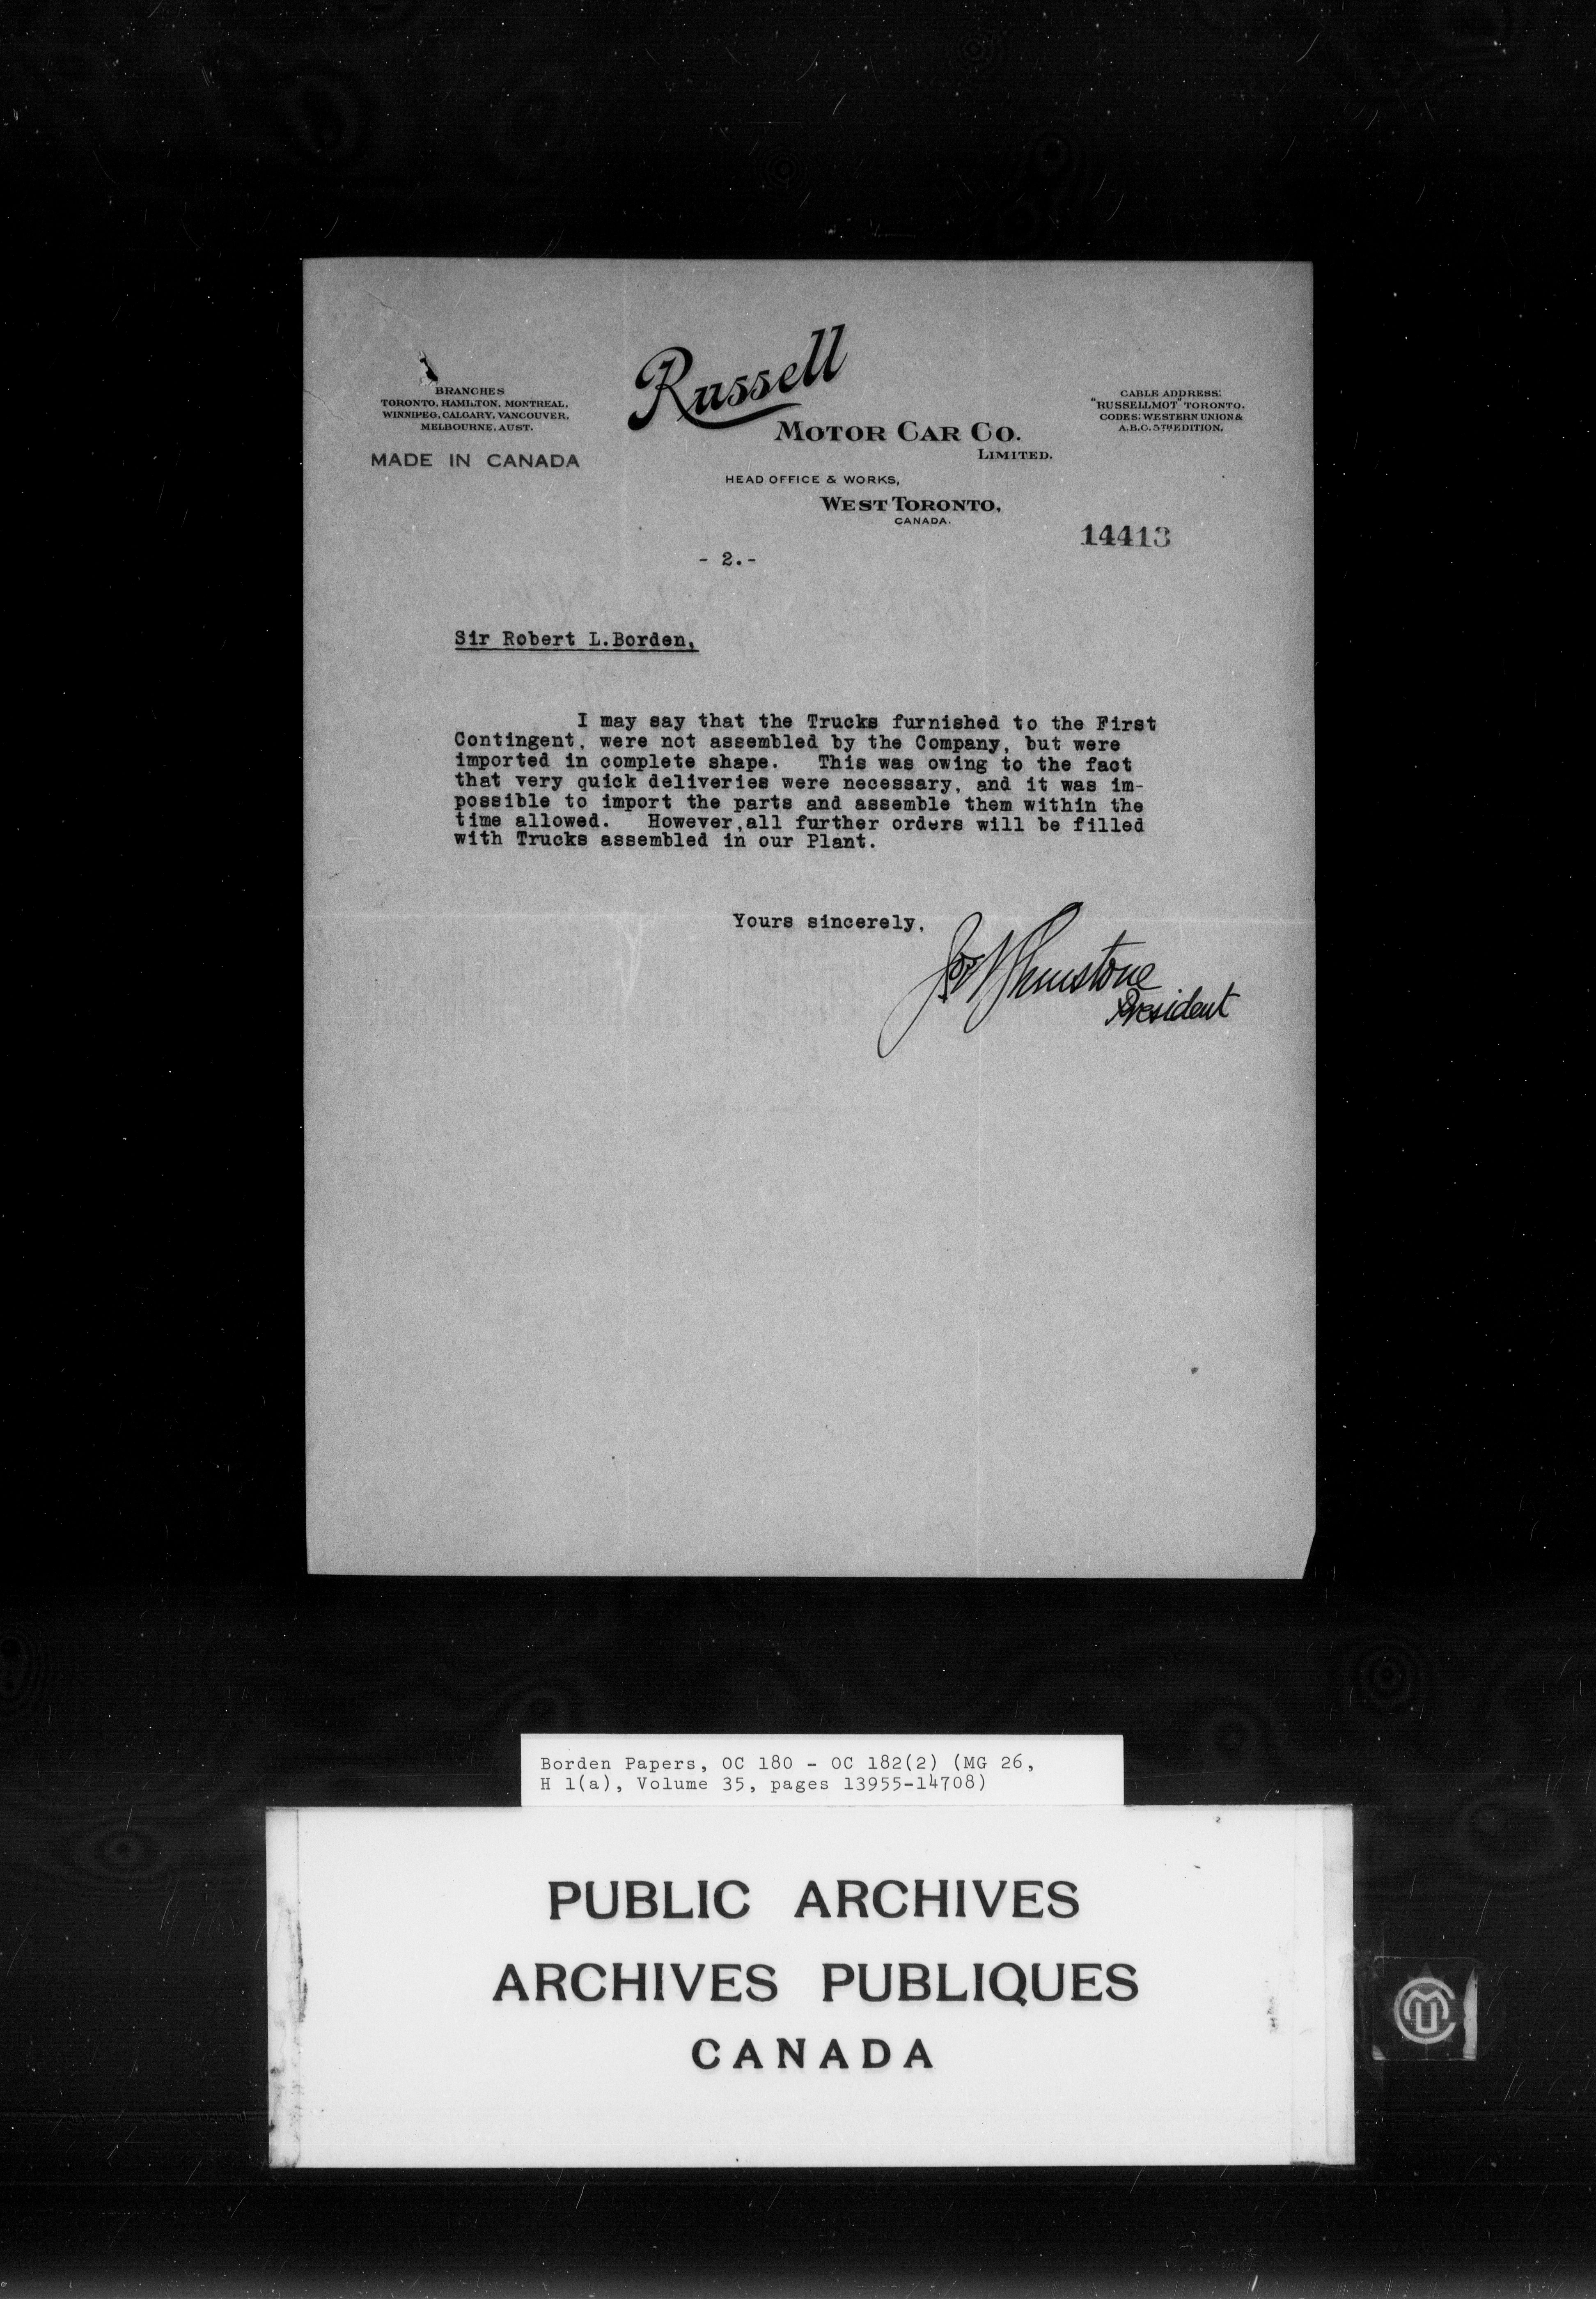 BRANCHES
TORONTO, HAMILTON, MONTREAL,
WINNIPEG, CALGARY, VANCOUVER,
MELBOURNE, AUST.
MADE IN CANADA
Russell
MOTOR CAR CO.
LIMITED.
HEAD OFFICE & WORKS,
WEST TORONTO,
CANADA.
CABLE ADDRESS:
"RUSSELLMOT" TORONTO.
CODES: WESTERN UNION &
A.B.C. 5TH EDITION.
14413
- 2.-
Sir Robert L.Borden,
I may say that the Trucks furnished to the First
Contingent, were not assembled by the Company, but were
imported in complete shape. This was owing to the fact
that very quick deliveries were necessary, and it was im-
possible to import the parts and assemble them within the
time allowed. However,all further orders will be filled
with Trucks assembled in our Plant.
Yours sincerely,
President
Borden Papers, OC 180 - OC 182(2) (MG 26,
H 1(a), Volume 35, pages 13955-14708)
PUBLIC ARCHIVES
ARCHIVES PUBLIQUES
CANADA